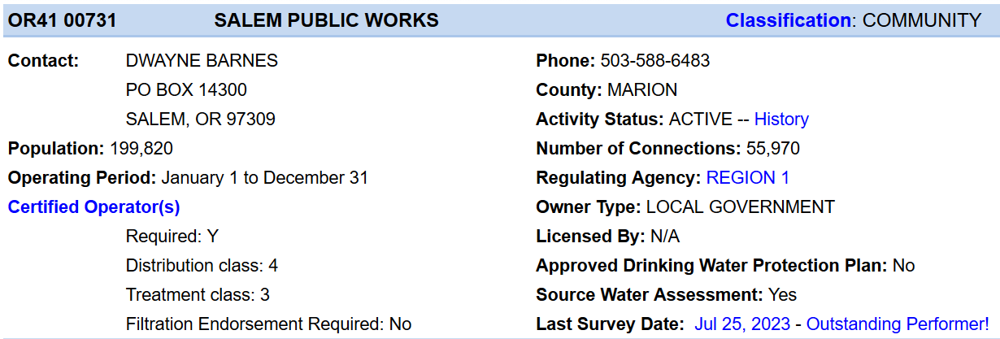 OR41 00731 SALEM PUBLIC WORKS Classification: COMMUNITY
Contact: DWAYNE BARNES Phone: 503-588-6483
PO BOX 14300 County: MARION
SALEM, OR 97309 Activity Status: ACTIVE -- History
Population: 199,820 Number of Connections: 55,970
Operating Period: January 1 to December 31 Regulating Agency: REGION 1
Certified Operator(s) Owner Type: LOCAL GOVERNMENT
Required: Y Licensed By: N/A
Distribution class: 4 Approved Drinking Water Protection Plan: No
Treatment class: 3 Source Water Assessment: Yes
Filtration Endorsement Required: No Last Survey Date: Jul 25, 2023 - Outstanding Performer!